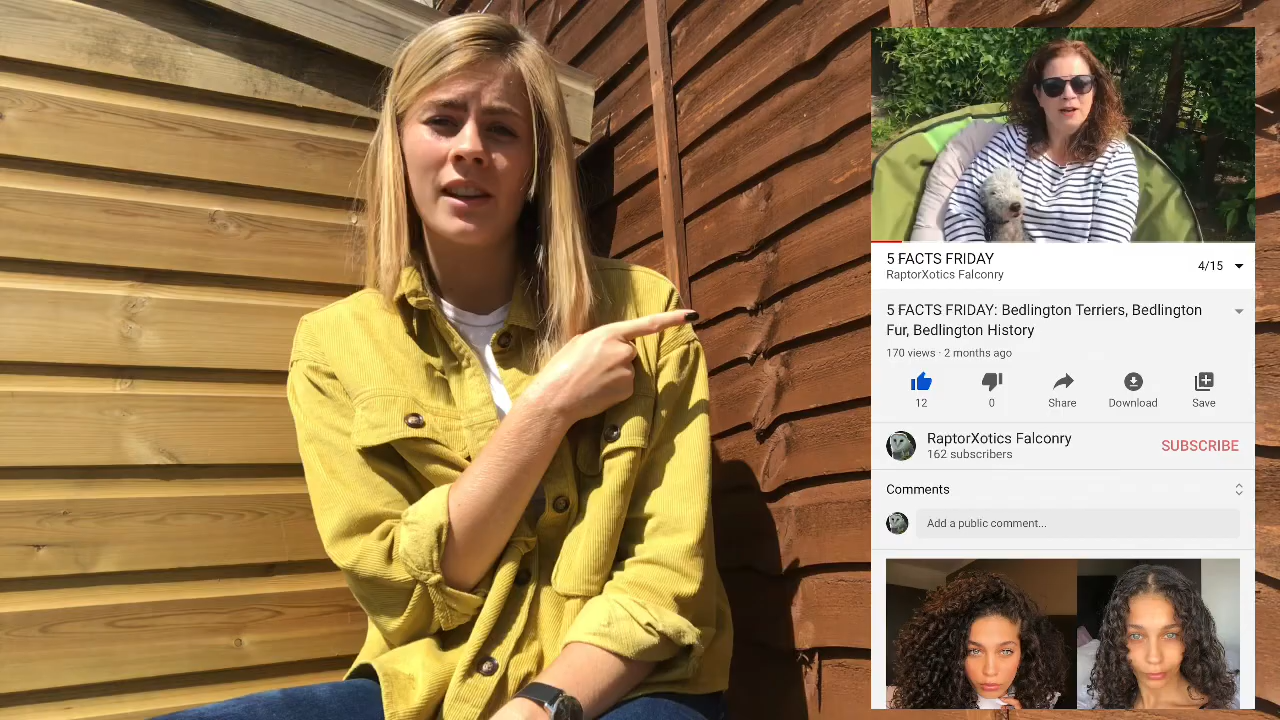 5 FACTS FRIDAY
RaptorXotics Falconry
4/15
5 FACTS FRIDAY: Bedlington Terriers, Bedlington
Fur, Bedlington History
170 views · 2 months ago
12
0
Share
Download
Save
RaptorXotics Falconry
162 subscribers
SUBSCRIBE
Comments
Add a public comment...